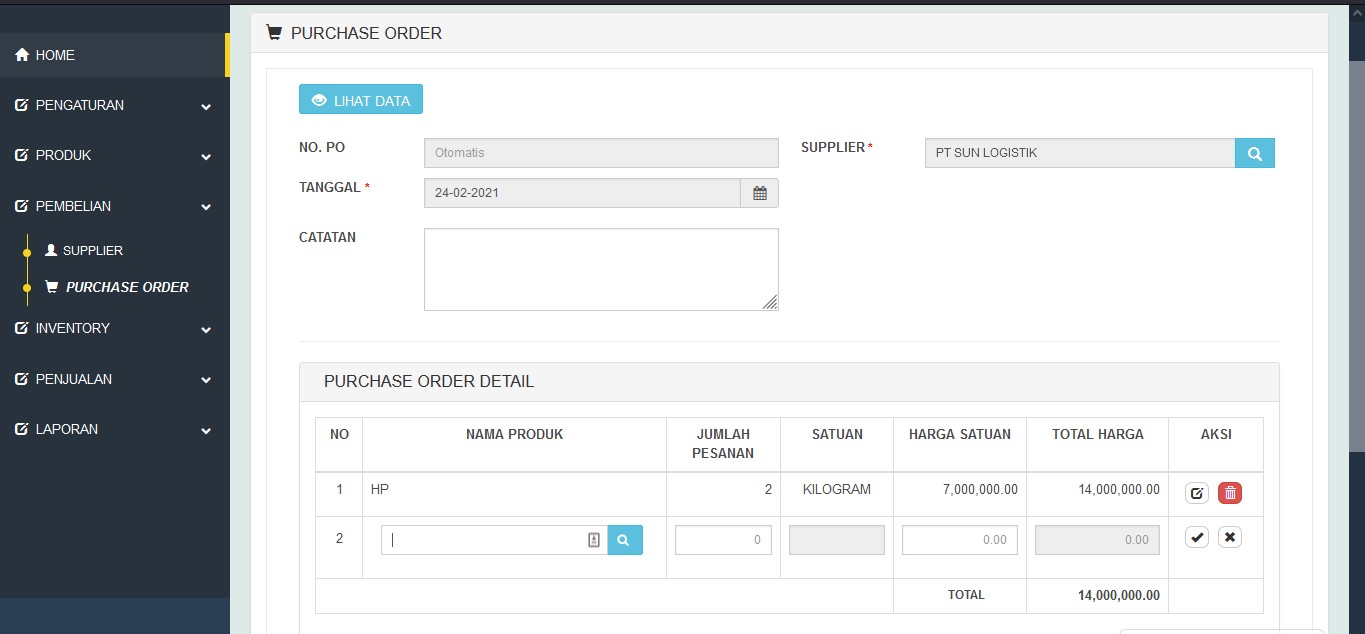 PURCHASE ORDER
HOME
PENGATURAN
PRODUK
PEMBELIAN
SUPPLIER
PURCHASE ORDER
INVENTORY
PENJUALAN
LAPORAN
LIHAT DATA
NO. PO Otomatis SUPPLIER * PT SUN LOGISTIK
TANGGAL * 24-02-2021
CATATAN
PURCHASE ORDER DETAIL
NO NAMA PRODUK JUMLAH PESANAN SATUAN HARGA SATUAN TOTAL HARGA AKSI
1 HP 2 KILOGRAM 7,000,000.00 14,000,000.00
2 0 0.00 0.00
TOTAL 14,000,000.00